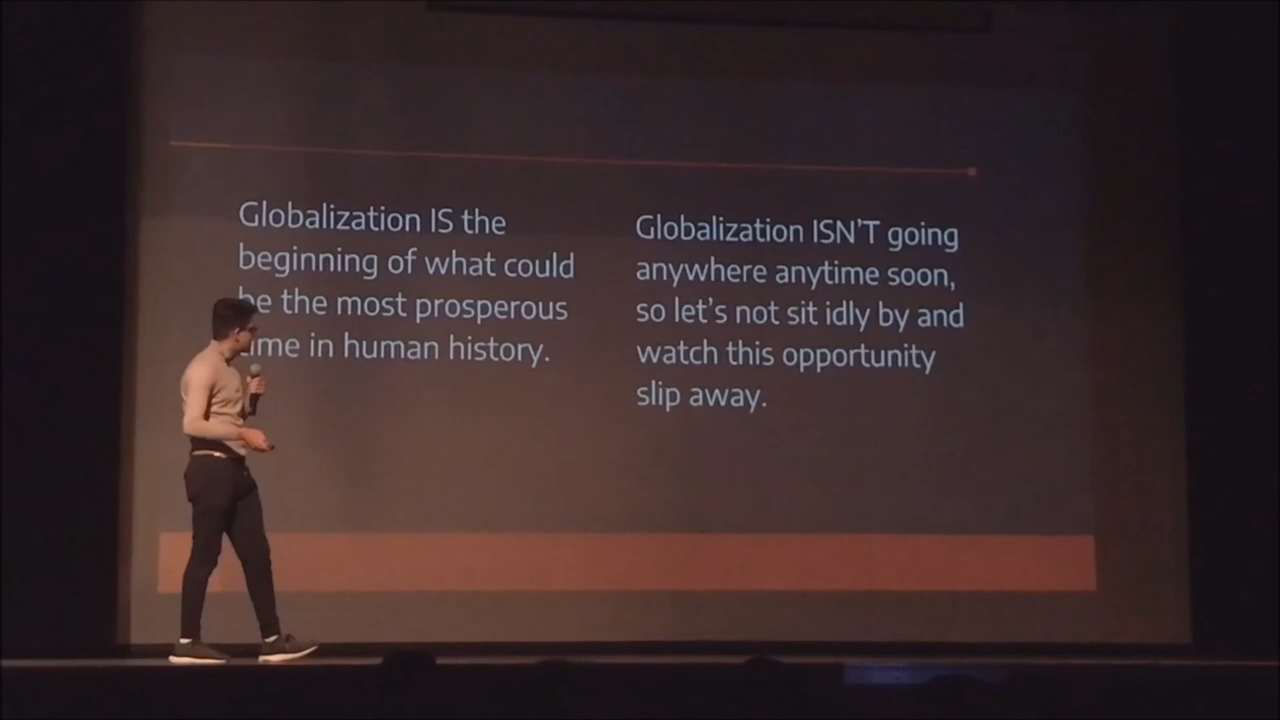 Globalization IS the
beginning of what could
be the most prosperous
time in human history.
Globalization ISN'T going
anywhere anytime soon,
so let's not sit idly by and
watch this opportunity
slip away.